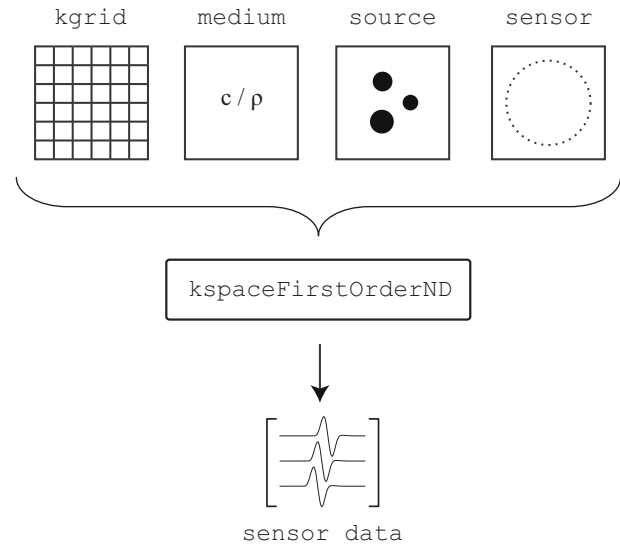 kgrid
medium
source
sensor
c / ρ
kspaceFirstOrderND
sensor data